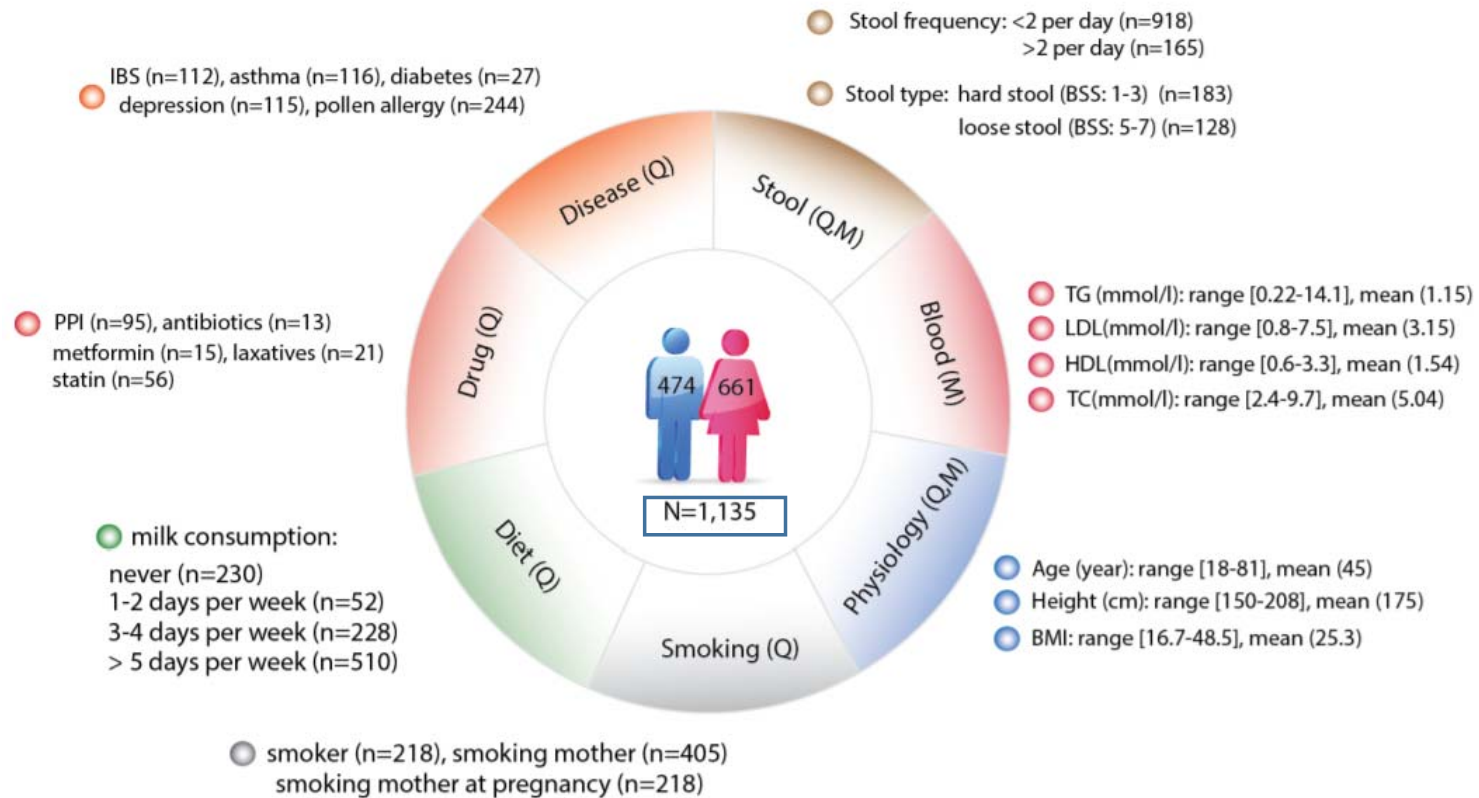 Stool frequency: <2 per day (n=918)
>2 per day (n=165)
Stool type: hard stool (BSS: 1-3) (n=183)
loose stool (BSS: 5-7) (n=128)
IBS (n=112), asthma (n=116), diabetes (n=27)
depression (n=115), pollen allergy (n=244)
Disease (Q)
Stool (Q,M)
Blood (M)
TG (mmol/l): range [0.22-14.1], mean (1.15)
LDL(mmol/l): range [0.8-7.5], mean (3.15)
HDL(mmol/l): range [0.6-3.3], mean (1.54)
TC(mmol/l): range [2.4-9.7], mean (5.04)
PPI (n=95), antibiotics (n=13)
metformin (n=15), laxatives (n=21)
statin (n=56)
Drug (Q)
474 661
N=1,135
Diet (Q)
Smoking (Q)
Physiology (Q,M)
milk consumption:
never (n=230)
1-2 days per week (n=52)
3-4 days per week (n=228)
> 5 days per week (n=510)
Age (year): range [18-81], mean (45)
Height (cm): range [150-208], mean (175)
BMI: range [16.7-48.5], mean (25.3)
smoker (n=218), smoking mother (n=405)
smoking mother at pregnancy (n=218)